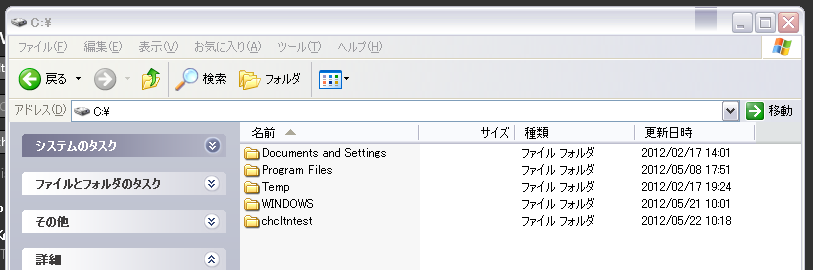 C:¥
ファイル(F) 編集(E) 表示(V) お気に入り(A) ツール(T) ヘルプ(H)
戻る 検索 フォルダ
アドレス(D) C:¥ 移動
名前 サイズ 種類 更新日時
システムのタスク
ファイルとフォルダのタスク
その他
詳細
Documents and Settings ファイル フォルダ 2012/02/17 14:01
Program Files ファイル フォルダ 2012/05/08 17:51
Temp ファイル フォルダ 2012/02/17 19:24
WINDOWS ファイル フォルダ 2012/05/21 10:01
chcltntest ファイル フォルダ 2012/05/22 10:18